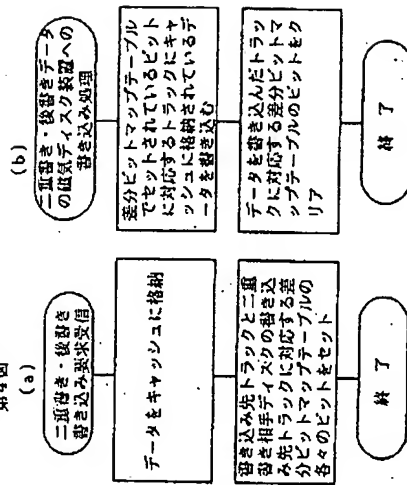 第4図
(a)
二重書き・後書き
書き込み要求受信
データをキャッシュに格納
書き込み先トラックと二重
書き相手ディスクの書き込
み先トラックに対応する差
分ビットマップテーブルの
各々のビットをセット
終了
(b)
二重書き・後書きデータ
の磁気ディスク装置への
書き込み処理
差分ビットマップテーブル
でセットされているビット
に対応するトラックにキャ
ッシュに格納されているデ
ータを書き込む
データを書き込んだトラッ
クに対応する差分ビットマ
ップテーブルのビットをク
リア
終了